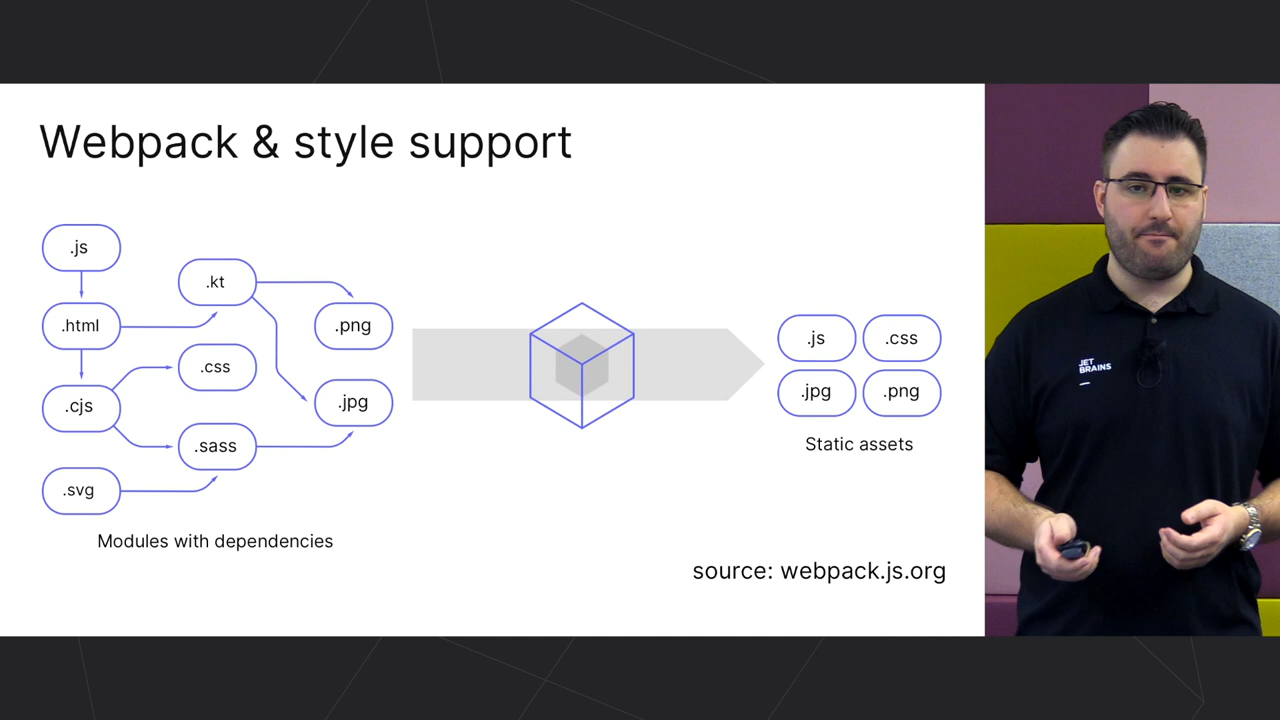 Webpack & style support
.js
.kt
.html
.png
.css
.cjs
.jpg
.sass
.svg
Modules with dependencies
.js
.css
.jpg
.png
Static assets
source: webpack.js.org
JET
BRAINS